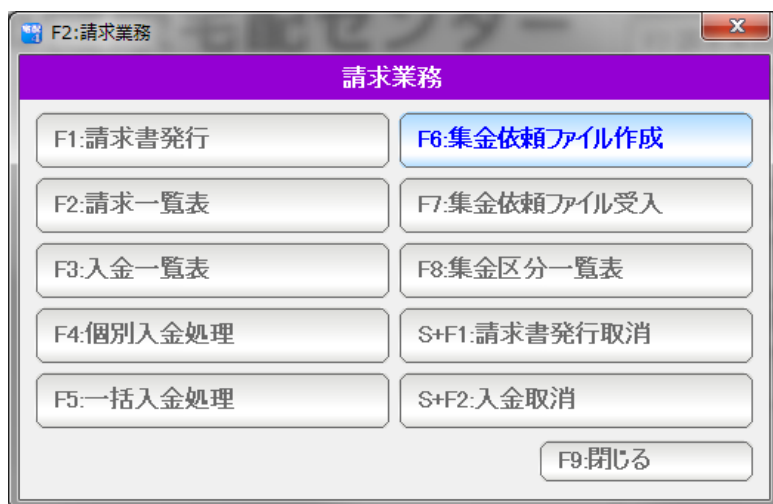 F2:請求業務
請求業務
F1:請求書発行
F2:請求一覧表
F3:入金一覧表
F4:個別入金処理
F5:一括入金処理
F6:集金依頼ファイル作成
F7:集金依頼ファイル受入
F8:集金区分一覧表
S+F1:請求書発行取消
S+F2:入金取消
F9:閉じる